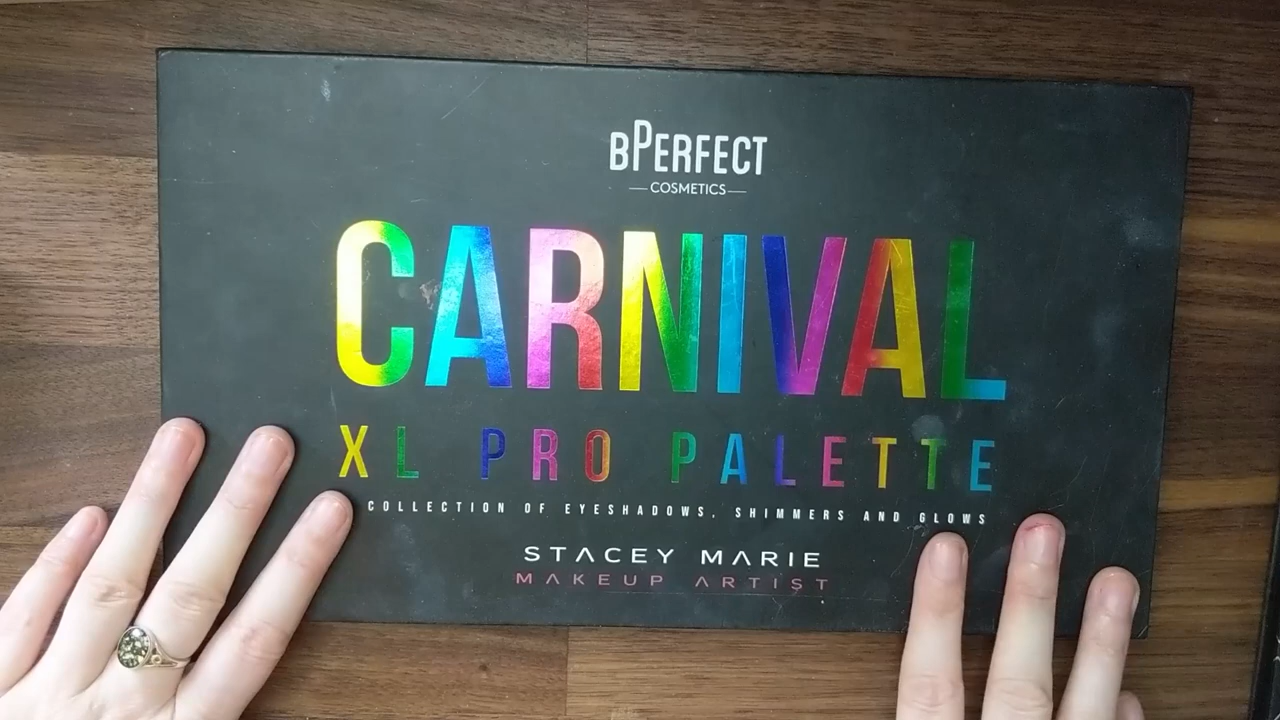 BPERFECT
COSMETICS
CARNIVAL
XL PRO PALETTE
COLLECTION OF EYESHADOWS, SHIMMERS AND GLOWS
STACEY MARIE
MAKEUP ARTIST